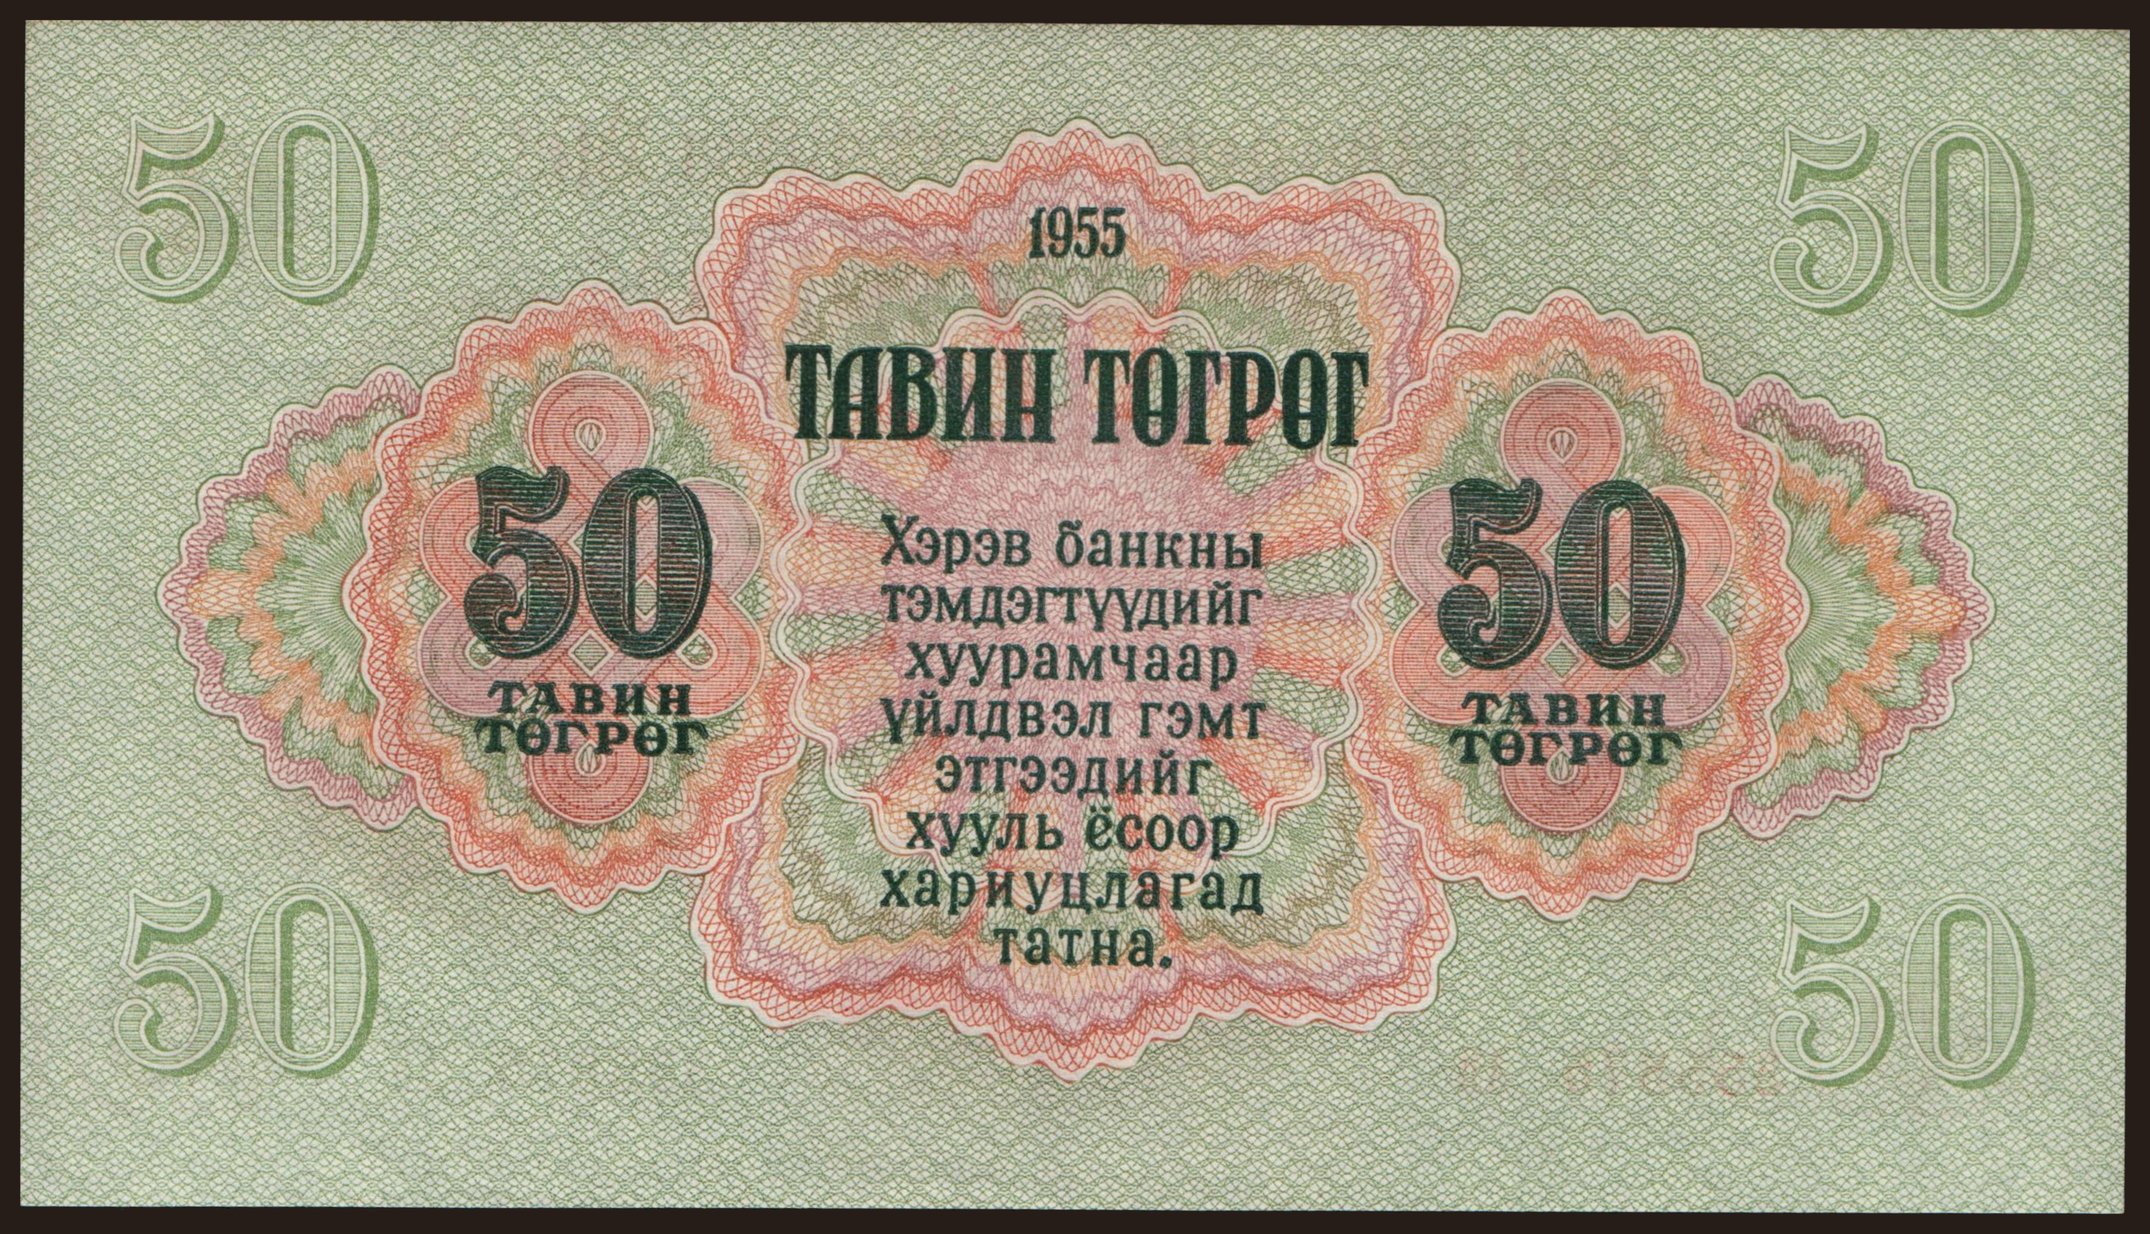 50
50
1955
ТАВИН ТӨГРӨГ
50
ТАВИН
ТӨГРӨГ
Хэрэв банкны
тэмдэгтүүдийг
хуурамчаар
үйлдвэл гэмт
этгээдийг
хууль ёсоор
хариуцлагад
татна.
50
ТАВИН
ТӨГРӨГ
50
50